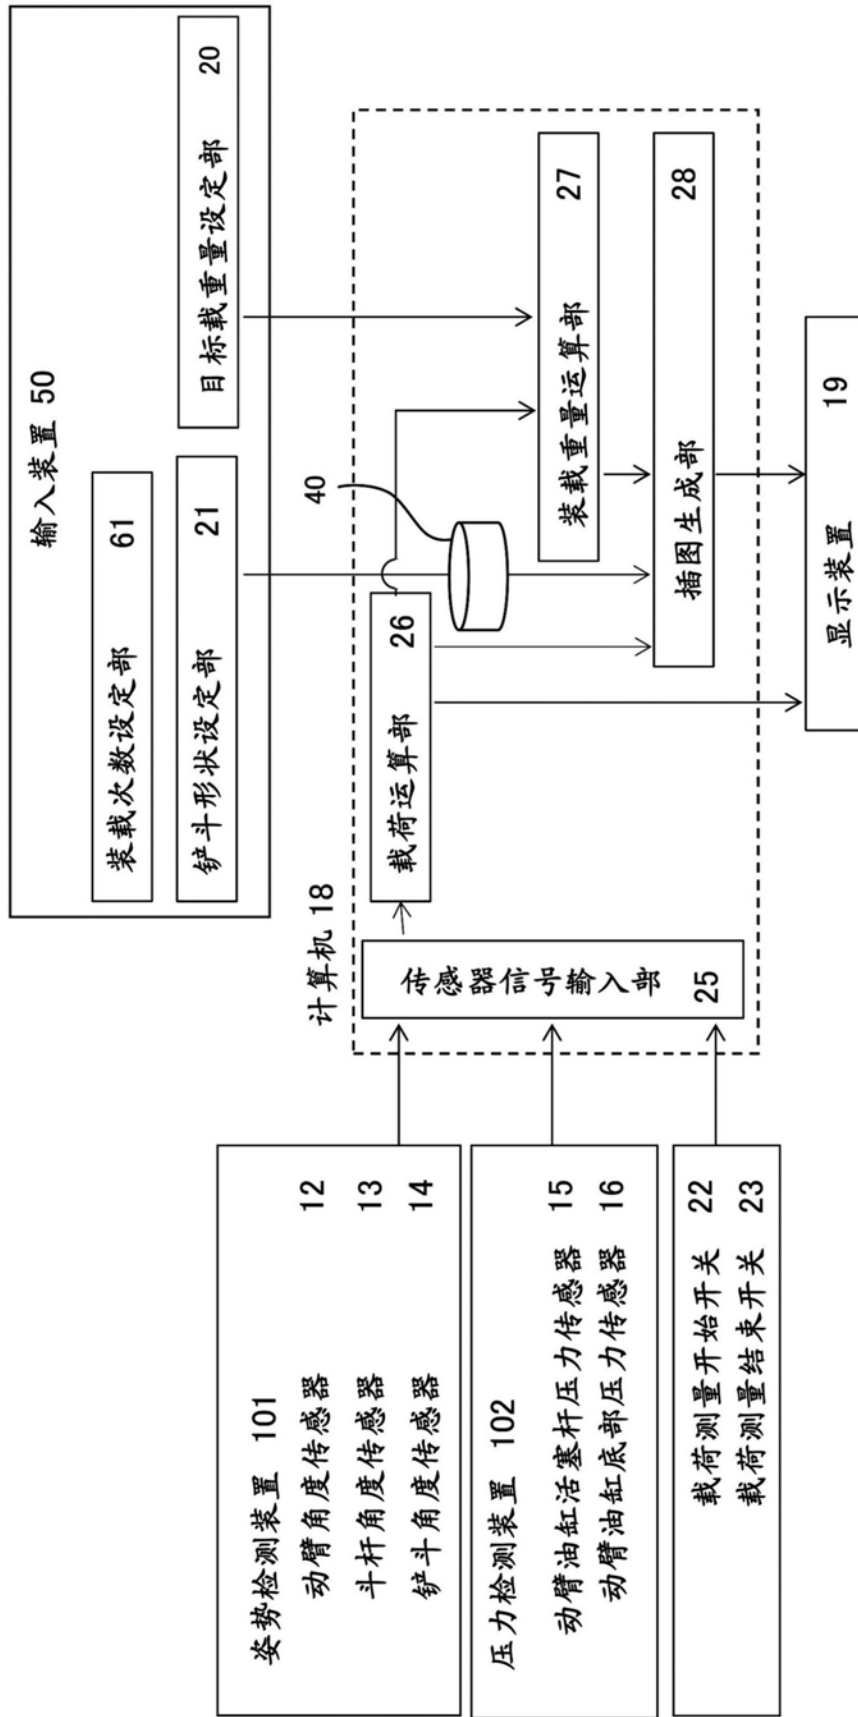 输入装置 50
装载次数设定部 61
铲斗形状设定部 21
目标载重量设定部 20
计算机 18
40
传感器信号输入部 25
载荷运算部 26
装载重量运算部 27
插图生成部 28
显示装置 19
姿势检测装置 101
动臂角度传感器 12
斗杆角度传感器 13
铲斗角度传感器 14
压力检测装置 102
动臂油缸活塞杆压力传感器 15
动臂油缸底部压力传感器 16
载荷测量开始开关 22
载荷测量结束开关 23